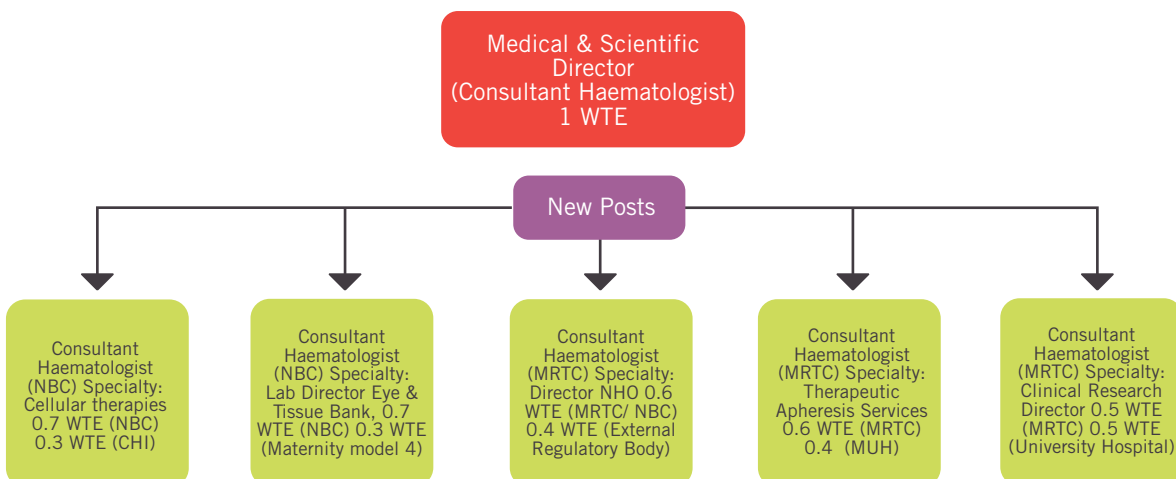 Medical & Scientific
Director
(Consultant Haematologist)
1 WTE
New Posts
Consultant
Haematologist
(NBC) Specialty:
Cellular therapies
0.7 WTE (NBC)
0.3 WTE (CHI)
Consultant
Haematologist
(NBC) Specialty:
Lab Director Eye &
Tissue Bank, 0.7
WTE (NBC) 0.3 WTE
(Maternity model 4)
Consultant
Haematologist
(MRTC) Specialty:
Director NHO 0.6
WTE (MRTC/ NBC)
0.4 WTE (External
Regulatory Body)
Consultant
Haematologist
(MRTC) Specialty:
Therapeutic
Apheresis Services
0.6 WTE (MRTC)
0.4 (MUH)
Consultant
Haematologist
(MRTC) Specialty:
Clinical Research
Director 0.5 WTE
(MRTC) 0.5 WTE
(University Hospital)